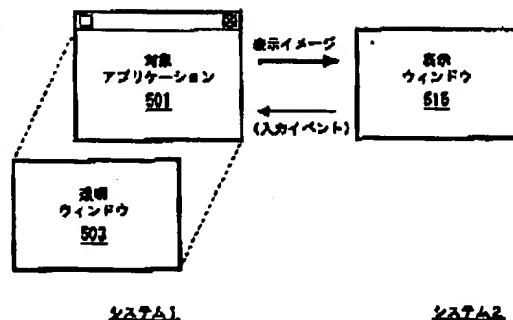 対象
アプリケーション
501
表示イメージ
(入力イベント)
表示
ウィンドウ
515
透明
ウィンドウ
503
システム1
システム2